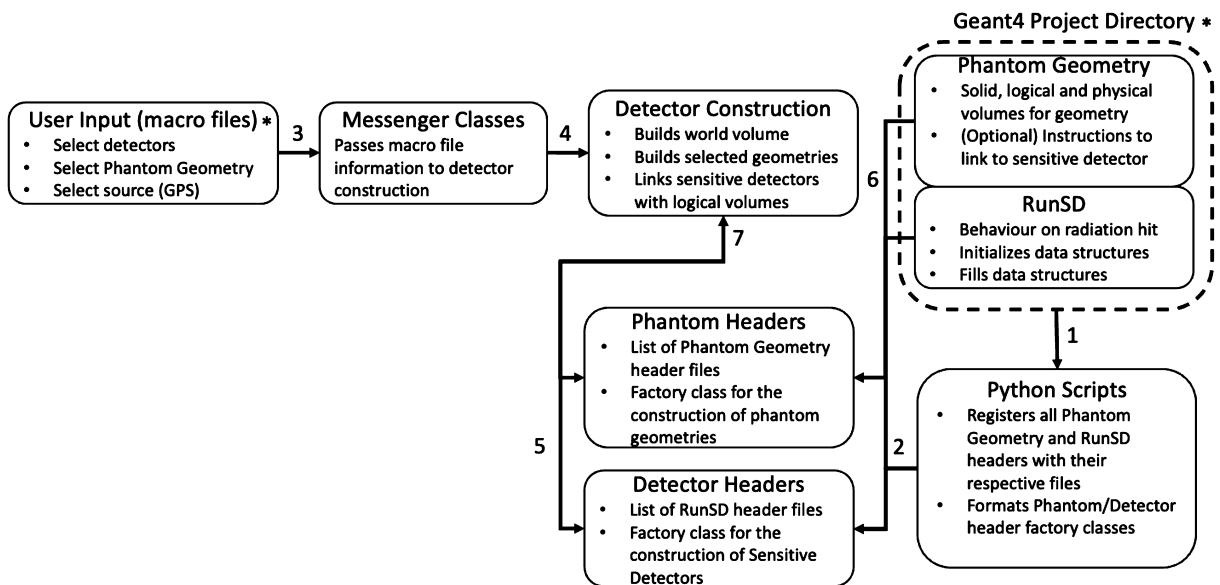 Geant4 Project Directory *
User Input (macro files) *
• Select detectors
• Select Phantom Geometry
• Select source (GPS)
3
Messenger Classes
Passes macro file
information to detector
construction
4
Detector Construction
• Builds world volume
• Builds selected geometries
• Links sensitive detectors
with logical volumes
Phantom Geometry
• Solid, logical and physical
volumes for geometry
• (Optional) Instructions to
link to sensitive detector
6
RunSD
• Behaviour on radiation hit
• Initializes data structures
• Fills data structures
7
1
Phantom Headers
• List of Phantom Geometry
header files
• Factory class for the
construction of phantom
geometries
5
2
Python Scripts
• Registers all Phantom
Geometry and RunSD
headers with their
respective files
• Formats Phantom/Detector
header factory classes
Detector Headers
• List of RunSD header files
• Factory class for the
construction of Sensitive
Detectors